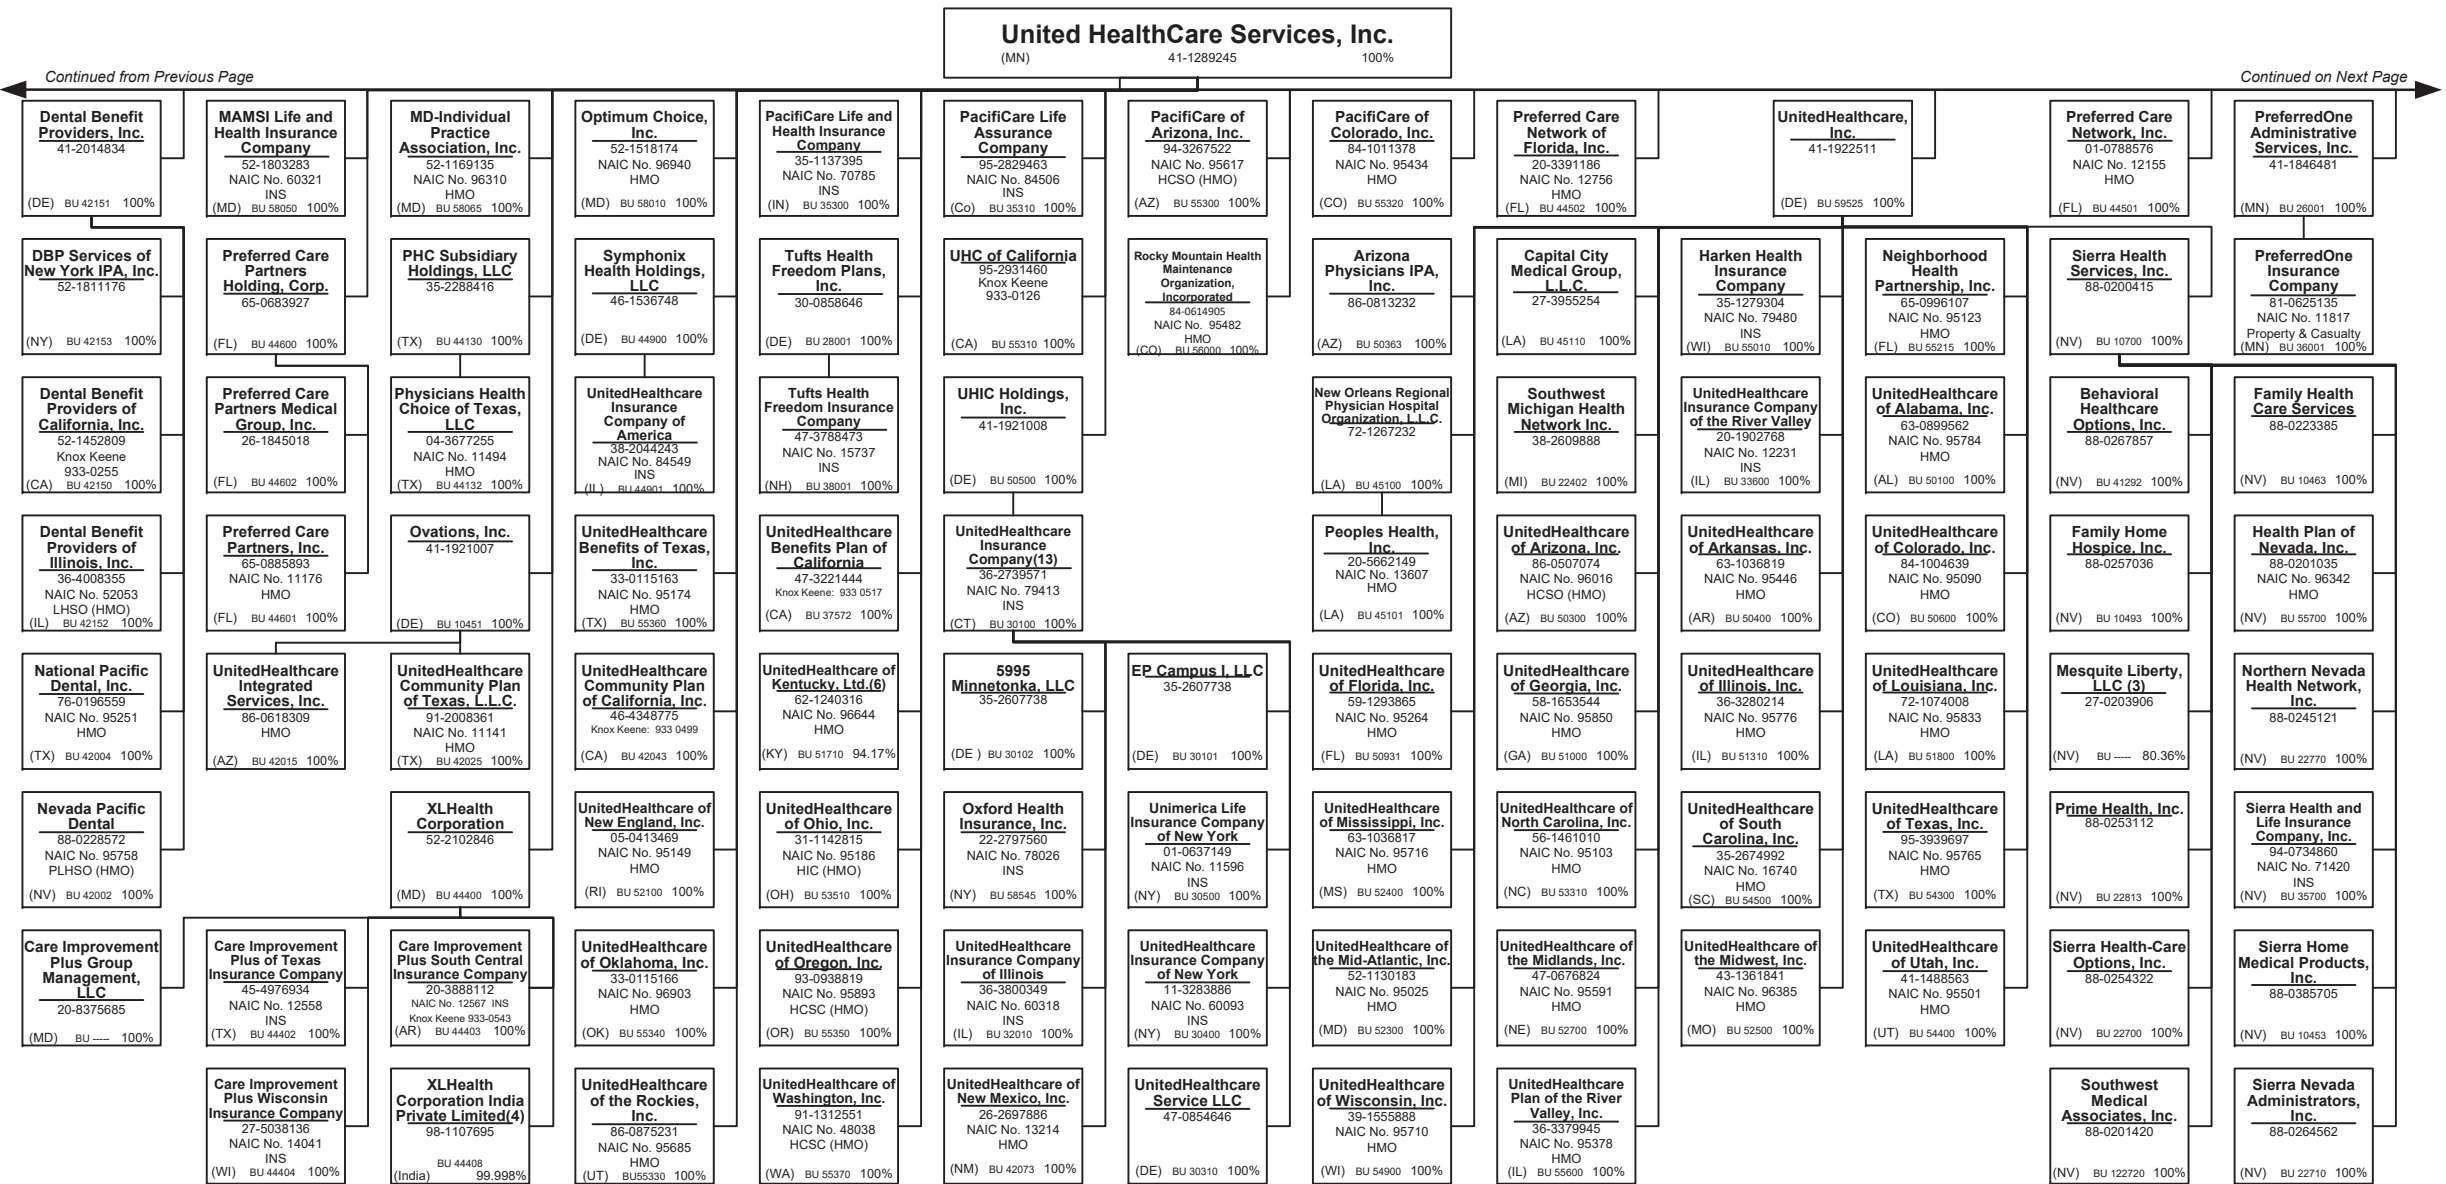 United HealthCare Services, Inc.
(MN) 41-1289245 100%
Continued from Previous Page
Continued on Next Page
Dental Benefit
Providers, Inc.
41-2014834
(DE) BU 42151 100%
MAMSI Life and
Health Insurance
Company
52-1803283
NAIC No. 60321
INS
(MD) BU 58050 100%
MD-Individual
Practice
Association, Inc.
52-1169135
NAIC No. 96310
HMO
(MD) BU 58065 100%
Optimum Choice,
Inc.
52-1518174
NAIC No. 96940
HMO
(MD) BU 58010 100%
PacifiCare Life and
Health Insurance
Company
35-1137395
NAIC No. 70785
INS
(IN) BU 35300 100%
PacifiCare Life
Assurance
Company
95-2829463
NAIC No. 84506
INS
(Co) BU 35310 100%
PacifiCare of
Arizona, Inc.
94-3267522
NAIC No. 95617
HCSO (HMO)
(AZ) BU 55300 100%
PacifiCare of
Colorado, Inc.
84-1011378
NAIC No. 95434
HMO
(CO) BU 55320 100%
Preferred Care
Network of
Florida, Inc.
20-3391186
NAIC No. 12756
HMO
(FL) BU 44502 100%
UnitedHealthcare,
Inc.
41-1922511
(DE) BU 59525 100%
Preferred Care
Network, Inc.
01-0788576
NAIC No. 12155
HMO
(FL) BU 44501 100%
PreferredOne
Administrative
Services, Inc.
41-1846481
(MN) BU 26001 100%
DBP Services of
New York IPA, Inc.
52-1811176
(NY) BU 42153 100%
Preferred Care
Partners
Holding, Corp.
65-0683927
(FL) BU 44600 100%
PHC Subsidiary
Holdings, LLC
35-2288416
(TX) BU 44130 100%
Symphonix
Health Holdings,
LLC
46-1536748
(DE) BU 44900 100%
Tufts Health
Freedom Plans,
Inc.
30-0858646
(DE) BU 28001 100%
UHC of California
95-2931460
Knox Keene
933-0126
(CA) BU 55310 100%
Rocky Mountain Health
Maintenance
Organization,
Incorporated
84-0614905
NAIC No. 95482
HMO
(CO) BU 56000 100%
Arizona
Physicians IPA,
Inc.
86-0813232
(AZ) BU 50363 100%
Capital City
Medical Group,
L.L.C.
27-3955254
(LA) BU 45110 100%
Harken Health
Insurance
Company
35-1279304
NAIC No. 79480
INS
(WI) BU 55010 100%
Neighborhood
Health
Partnership, Inc.
65-0996107
NAIC No. 95123
HMO
(FL) BU 55215 100%
Sierra Health
Services, Inc.
88-0200415
(NV) BU 10700 100%
PreferredOne
Insurance
Company
81-0625135
NAIC No. 11817
Property & Casualty
(MN) BU 36001 100%
Dental Benefit
Providers of
California, Inc.
52-1452809
Knox Keene
933-0255
(CA) BU 42150 100%
Preferred Care
Partners Medical
Group, Inc.
26-1845018
(FL) BU 44602 100%
Physicians Health
Choice of Texas,
LLC
04-3677255
NAIC No. 11494
HMO
(TX) BU 44132 100%
UnitedHealthcare
Insurance
Company of
America
38-2044243
NAIC No. 84549
INS
(IL) BU 44901 100%
Tufts Health
Freedom Insurance
Company
47-3788473
NAIC No. 15737
INS
(NH) BU 38001 100%
UHIC Holdings,
Inc.
41-1921008
(DE) BU 50500 100%
New Orleans Regional
Physician Hospital
Organization, L.L.C.
72-1267232
(LA) BU 45100 100%
Southwest
Michigan Health
Network Inc.
38-2609888
(MI) BU 22402 100%
UnitedHealthcare
Insurance Company
of the River Valley
20-1902768
NAIC No. 12231
INS
(IL) BU 33600 100%
UnitedHealthcare
of Alabama, Inc.
63-0899562
NAIC No. 95784
HMO
(AL) BU 50100 100%
Behavioral
Healthcare
Options, Inc.
88-0267857
(NV) BU 41292 100%
Family Health
Care Services
88-0223385
(NV) BU 10463 100%
Dental Benefit
Providers of
Illinois, Inc.
36-4008355
NAIC No. 52053
LHSO (HMO)
(IL) BU 42152 100%
Preferred Care
Partners, Inc.
65-0885893
NAIC No. 11176
HMO
(FL) BU 44601 100%
Ovations, Inc.
41-1921007
(DE) BU 10451 100%
UnitedHealthcare
Benefits of Texas,
Inc.
33-0115163
NAIC No. 95174
HMO
(TX) BU 55360 100%
UnitedHealthcare
Benefits Plan of
California
47-3221444
Knox Keene: 933 0517
(CA) BU 37572 100%
UnitedHealthcare
Insurance
Company(13)
36-2739571
NAIC No. 79413
INS
(CT) BU 30100 100%
Peoples Health,
Inc.
20-5662149
NAIC No. 13607
HMO
(LA) BU 45101 100%
UnitedHealthcare
of Arizona, Inc.
86-0507074
NAIC No. 96016
HCSO (HMO)
(AZ) BU 50300 100%
UnitedHealthcare
of Arkansas, Inc.
63-1036819
NAIC No. 95446
HMO
(AR) BU 50400 100%
UnitedHealthcare
of Colorado, Inc.
84-1004639
NAIC No. 95090
HMO
(CO) BU 50600 100%
Family Home
Hospice, Inc.
88-0257036
(NV) BU 10493 100%
Health Plan of
Nevada, Inc.
88-0201035
NAIC No. 96342
HMO
(NV) BU 55700 100%
National Pacific
Dental, Inc.
76-0196559
NAIC No. 95251
HMO
(TX) BU 42004 100%
UnitedHealthcare
Integrated
Services, Inc.
86-0618309
HMO
(AZ) BU 42015 100%
UnitedHealthcare
Community Plan
of Texas, L.L.C.
91-2008361
NAIC No. 11141
HMO
(TX) BU 42025 100%
UnitedHealthcare
Community Plan
of California, Inc.
46-4348775
Knox Keene: 933 0499
(CA) BU 42043 100%
UnitedHealthcare of
Kentucky, Ltd.(6)
62-1240316
NAIC No. 96644
HMO
(KY) BU 51710 94.17%
5995
Minnetonka, LLC
35-2607738
(DE ) BU 30102 100%
EP Campus I, LLC
35-2607738
(DE) BU 30101 100%
UnitedHealthcare
of Florida, Inc.
59-1293865
NAIC No. 95264
HMO
(FL) BU 50931 100%
UnitedHealthcare
of Georgia, Inc.
58-1653544
NAIC No. 95850
HMO
(GA) BU 51000 100%
UnitedHealthcare
of Illinois, Inc.
36-3280214
NAIC No. 95776
HMO
(IL) BU 51310 100%
UnitedHealthcare
of Louisiana, Inc.
72-1074008
NAIC No. 95833
HMO
(LA) BU 51800 100%
Mesquite Liberty,
LLC (3)
27-0203906
(NV) BU ----- 80.36%
Northern Nevada
Health Network,
Inc.
88-0245121
(NV) BU 22770 100%
Nevada Pacific
Dental
88-0228572
NAIC No. 95758
PLHSO (HMO)
(NV) BU 42002 100%
XLHealth
Corporation
52-2102846
(MD) BU 44400 100%
UnitedHealthcare of
New England, Inc.
05-0413469
NAIC No. 95149
HMO
(RI) BU 52100 100%
UnitedHealthcare
of Ohio, Inc.
31-1142815
NAIC No. 95186
HIC (HMO)
(OH) BU 53510 100%
Oxford Health
Insurance, Inc.
22-2797560
NAIC No. 78026
INS
(NY) BU 58545 100%
Unimerica Life
Insurance Company
of New York
01-0637149
NAIC No. 11596
INS
(NY) BU 30500 100%
UnitedHealthcare
of Mississippi, Inc.
63-1036817
NAIC No. 95716
HMO
(MS) BU 52400 100%
UnitedHealthcare of
North Carolina, Inc.
56-1461010
NAIC No. 95103
HMO
(NC) BU 53310 100%
UnitedHealthcare
of South
Carolina, Inc.
35-2674992
NAIC No. 16740
HMO
(SC) BU 54500 100%
UnitedHealthcare
of Texas, Inc.
95-3939697
NAIC No. 95765
HMO
(TX) BU 54300 100%
Prime Health, Inc.
88-0253112
(NV) BU 22813 100%
Sierra Health and
Life Insurance
Company, Inc.
94-0734860
NAIC No. 71420
INS
(NV) BU 35700 100%
Care Improvement
Plus Group
Management,
LLC
20-8375685
(MD) BU ----- 100%
Care Improvement
Plus of Texas
Insurance Company
45-4976934
NAIC No. 12558
INS
(TX) BU 44402 100%
Care Improvement
Plus South Central
Insurance Company
20-3888112
NAIC No. 12567 INS
Knox Keene 933-0543
(AR) BU 44403 100%
UnitedHealthcare
of Oklahoma, Inc.
33-0115166
NAIC No. 96903
HMO
(OK) BU 55340 100%
UnitedHealthcare
of Oregon, Inc.
93-0938819
NAIC No. 95893
HCSC (HMO)
(OR) BU 55350 100%
UnitedHealthcare
Insurance Company
of Illinois
36-3800349
NAIC No. 60318
INS
(IL) BU 32010 100%
UnitedHealthcare
Insurance Company
of New York
11-3283886
NAIC No. 60093
INS
(NY) BU 30400 100%
UnitedHealthcare of
the Mid-Atlantic, Inc.
52-1130183
NAIC No. 95025
HMO
(MD) BU 52300 100%
UnitedHealthcare of
the Midlands, Inc.
47-0676824
NAIC No. 95591
HMO
(NE) BU 52700 100%
UnitedHealthcare of
the Midwest, Inc.
43-1361841
NAIC No. 96385
HMO
(MO) BU 52500 100%
UnitedHealthcare
of Utah, Inc.
41-1488563
NAIC No. 95501
HMO
(UT) BU 54400 100%
Sierra Health-Care
Options, Inc.
88-0254322
(NV) BU 22700 100%
Sierra Home
Medical Products,
Inc.
88-0385705
(NV) BU 10453 100%
Care Improvement
Plus Wisconsin
Insurance Company
27-5038136
NAIC No. 14041
INS
(WI) BU 44404 100%
XLHealth
Corporation India
Private Limited(4)
98-1107695
BU 44408
(India) 99.998%
UnitedHealthcare
of the Rockies,
Inc.
86-0875231
NAIC No. 95685
HMO
(UT) BU55330 100%
UnitedHealthcare of
Washington, Inc.
91-1312551
NAIC No. 48038
HCSC (HMO)
(WA) BU 55370 100%
UnitedHealthcare of
New Mexico, Inc.
26-2697886
NAIC No. 13214
HMO
(NM) BU 42073 100%
UnitedHealthcare
Service LLC
47-0854646
(DE) BU 30310 100%
UnitedHealthcare
of Wisconsin, Inc.
39-1555888
NAIC No. 95710
HMO
(WI) BU 54900 100%
UnitedHealthcare
Plan of the River
Valley, Inc.
36-3379945
NAIC No. 95378
HMO
(IL) BU 55600 100%
Southwest
Medical
Associates, Inc.
88-0201420
(NV) BU 122720 100%
Sierra Nevada
Administrators,
Inc.
88-0264562
(NV) BU 22710 100%